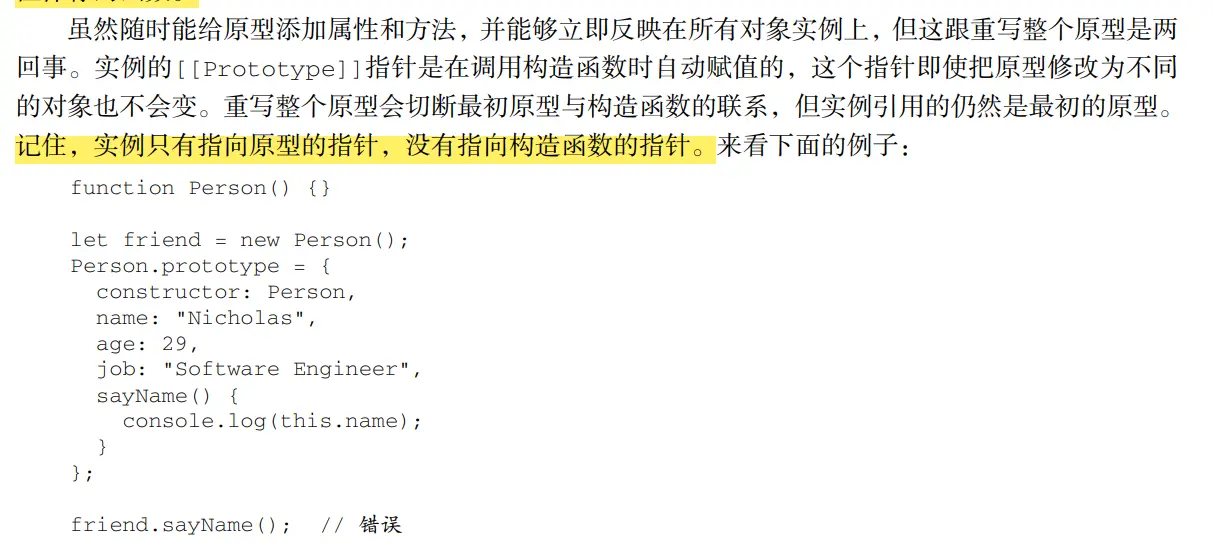 虽然随时能给原型添加属性和方法，并能够立即反映在所有对象实例上，但这跟重写整个原型是两
回事。实例的[[Prototype]]指针是在调用构造函数时自动赋值的，这个指针即使把原型修改为不同
的对象也不会变。重写整个原型会切断最初原型与构造函数的联系，但实例引用的仍然是最初的原型。
记住，实例只有指向原型的指针，没有指向构造函数的指针。来看下面的例子：
function Person() {}
let friend = new Person();
Person.prototype = {
constructor: Person,
name: "Nicholas",
age: 29,
job: "Software Engineer",
sayName() {
console.log(this.name);
}
};
friend.sayName(); // 错误